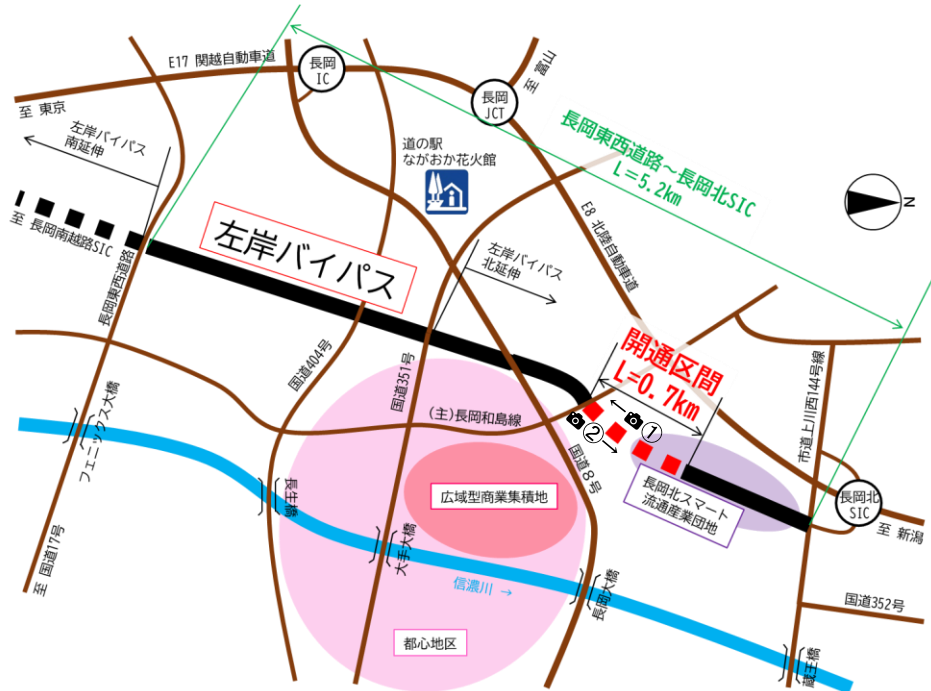 E17 関越自動車道
長岡
IC
至 富山
長岡
JCT
至 東京
左岸バイパス
南延伸
道の駅
ながおか花火館
長岡東西道路～長岡北SIC
L＝5.2km
N
至 長岡南越路SIC
左岸バイパス
左岸バイパス
北延伸
E8 北陸自動車道
長岡東西道路
国道404号
国道351号
開通区間
L=0.7km
(主)長岡和島線
①
②
国道８号
市道上川西144号線
フェニックス大橋
長生橋
広域型商業集積地
長岡北スマート
流通産業団地
長岡北
SIC
至 新潟
大手大橋
至 国道17号
信濃川 →
長岡大橋
国道352号
都心地区
蔵王橋